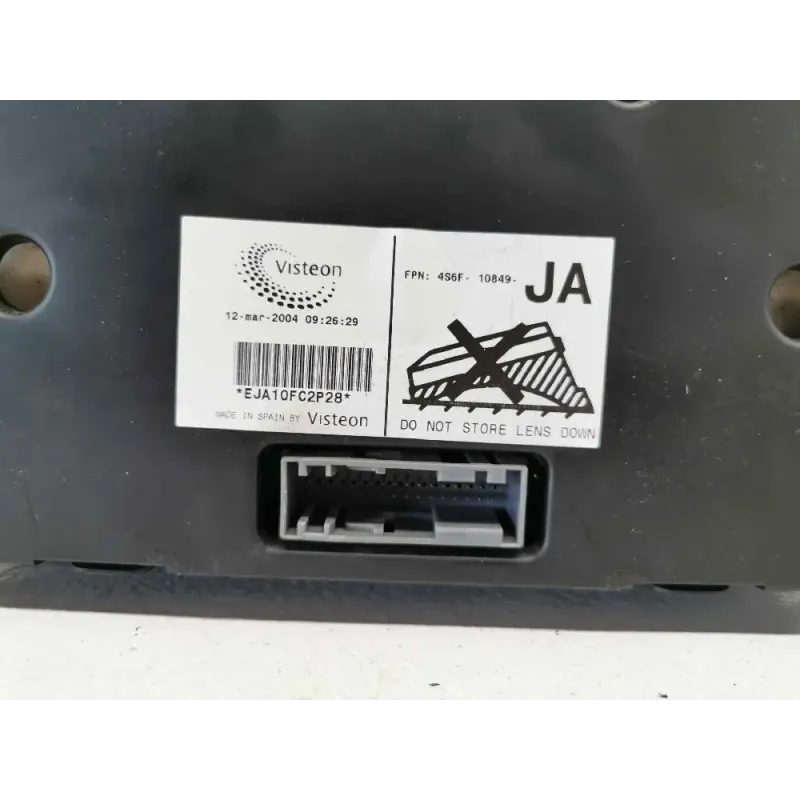 Visteon
12-mar-2004 09:26:29
*EJA10FC2P28*
MADE IN SPAIN BY Visteon
FPN: 4S6F- 10849- JA
DO NOT STORE LENS DOWN